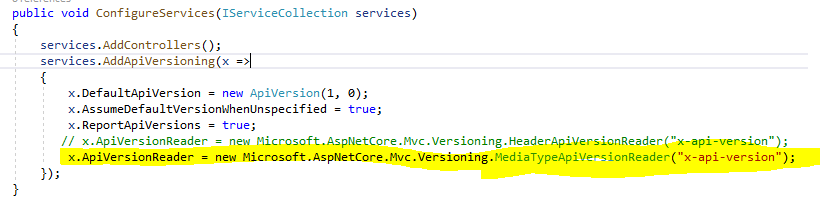 public void ConfigureServices(IServiceCollection services)
{
services.AddControllers();
services.AddApiVersioning(x =>
{
x.DefaultApiVersion = new ApiVersion(1, 0);
x.AssumeDefaultVersionWhenUnspecified = true;
x.ReportApiVersions = true;
// x.ApiVersionReader = new Microsoft.AspNetCore.Mvc.Versioning.HeaderApiVersionReader("x-api-version");
x.ApiVersionReader = new Microsoft.AspNetCore.Mvc.Versioning.MediaTypeApiVersionReader("x-api-version");
});
}